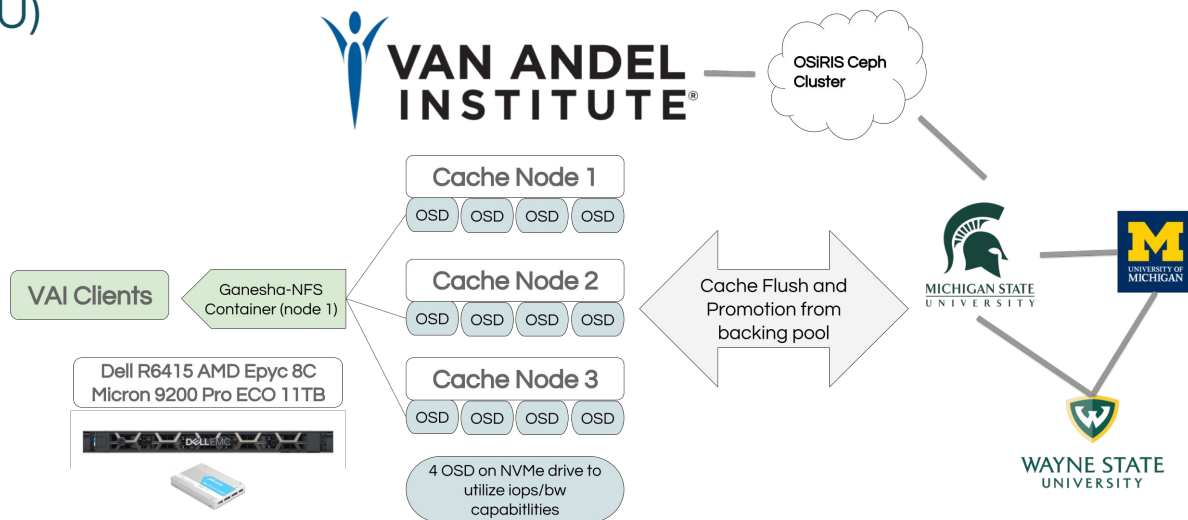 U)
VAN ANDEL
INSTITUTE®
OSiRIS Ceph
Cluster
Cache Node 1
OSD OSD OSD OSD
Cache Node 2
OSD OSD OSD OSD
Cache Node 3
OSD OSD OSD OSD
4 OSD on NVMe drive to
utilize iops/bw
capabitlities
VAI Clients
Ganesha-NFS
Container (node 1)
Dell R6415 AMD Epyc 8C
Micron 9200 Pro ECO 11TB
DELLEMC
Cache Flush and
Promotion from
backing pool
MICHIGAN STATE
UNIVERSITY
M
UNIVERSITY OF
MICHIGAN
W
WAYNE STATE
UNIVERSITY